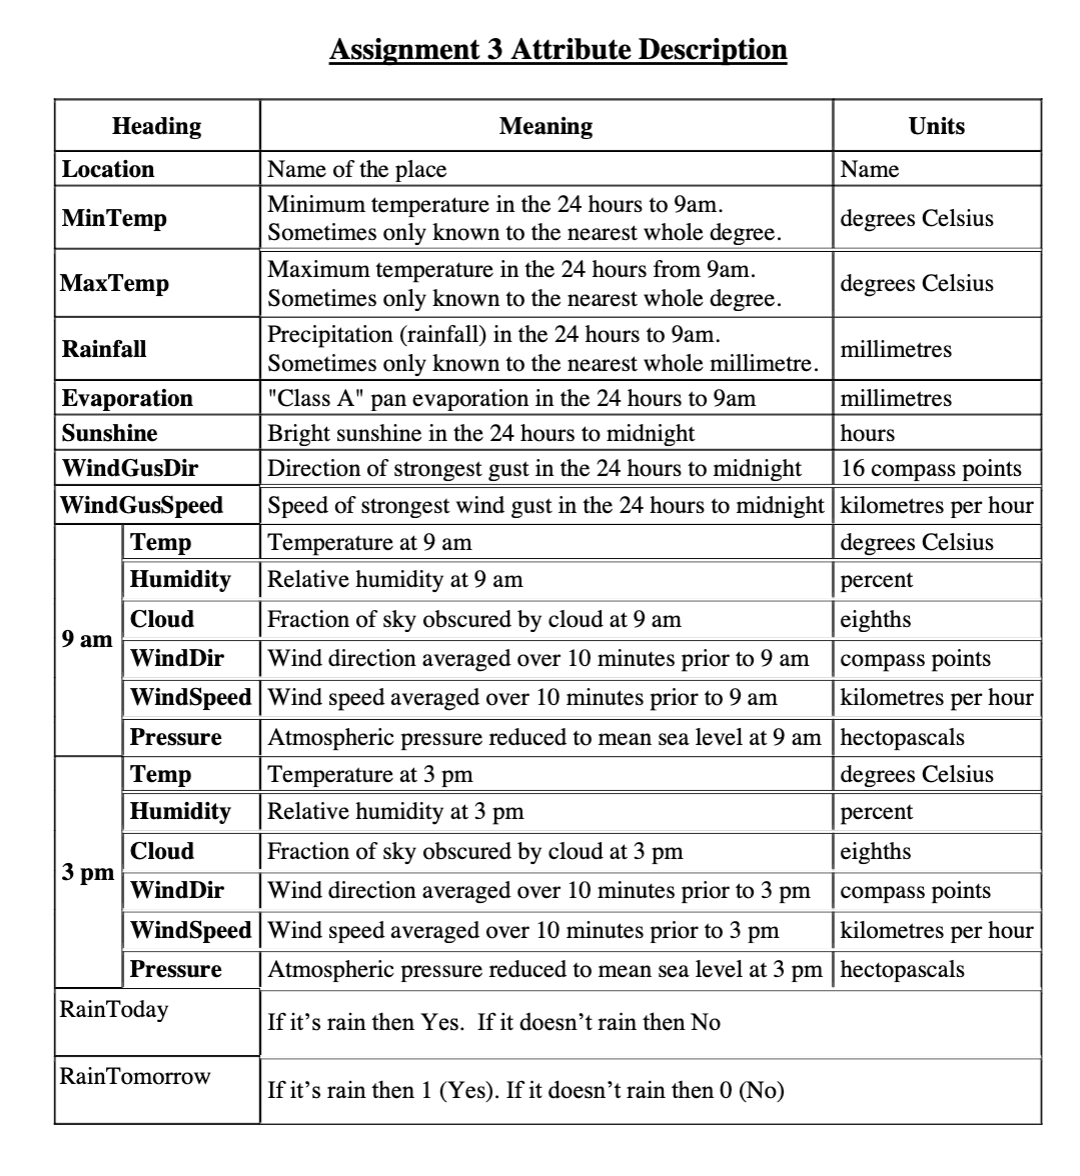 Assignment 3 Attribute Description
Heading Meaning Units
Location Name of the place Name
MinTemp Minimum temperature in the 24 hours to 9am.
Sometimes only known to the nearest whole degree. degrees Celsius
MaxTemp Maximum temperature in the 24 hours from 9am.
Sometimes only known to the nearest whole degree. degrees Celsius
Rainfall Precipitation (rainfall) in the 24 hours to 9am.
Sometimes only known to the nearest whole millimetre. millimetres
Evaporation "Class A" pan evaporation in the 24 hours to 9am millimetres
Sunshine Bright sunshine in the 24 hours to midnight hours
WindGusDir Direction of strongest gust in the 24 hours to midnight 16 compass points
WindGusSpeed Speed of strongest wind gust in the 24 hours to midnight kilometres per hour
9 am
Temp Temperature at 9 am degrees Celsius
Humidity Relative humidity at 9 am percent
Cloud Fraction of sky obscured by cloud at 9 am eighths
WindDir Wind direction averaged over 10 minutes prior to 9 am compass points
WindSpeed Wind speed averaged over 10 minutes prior to 9 am kilometres per hour
Pressure Atmospheric pressure reduced to mean sea level at 9 am hectopascals
3 pm
Temp Temperature at 3 pm degrees Celsius
Humidity Relative humidity at 3 pm percent
Cloud Fraction of sky obscured by cloud at 3 pm eighths
WindDir Wind direction averaged over 10 minutes prior to 3 pm compass points
WindSpeed Wind speed averaged over 10 minutes prior to 3 pm kilometres per hour
Pressure Atmospheric pressure reduced to mean sea level at 3 pm hectopascals
RainToday If it’s rain then Yes. If it doesn’t rain then No
RainTomorrow If it’s rain then 1 (Yes). If it doesn’t rain then 0 (No)